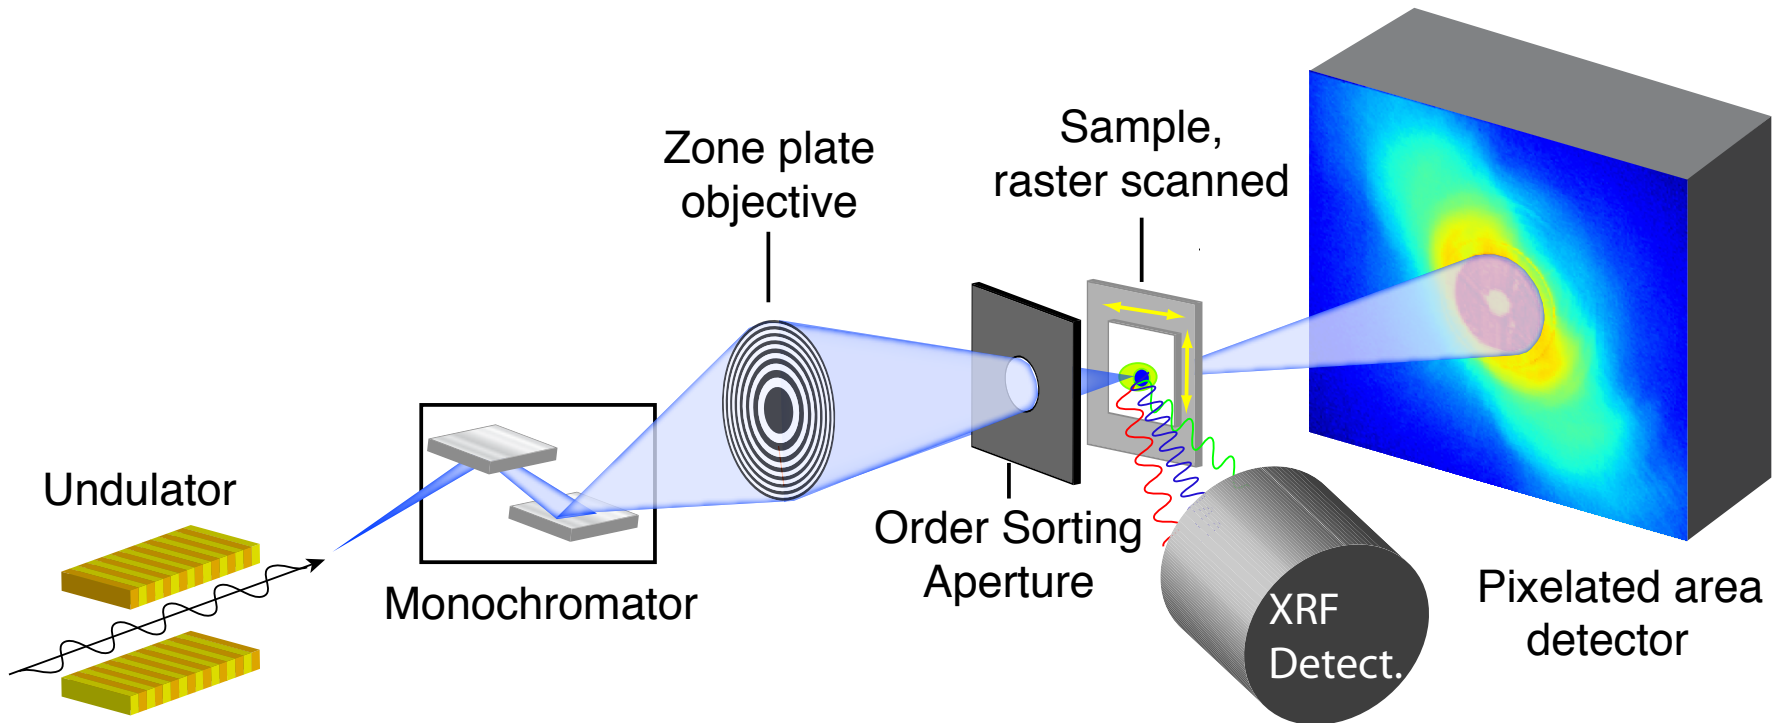 Undulator
Monochromator
Zone plate
objective
Order Sorting
Aperture
Sample,
raster scanned
XRF
Detect.
Pixelated area
detector